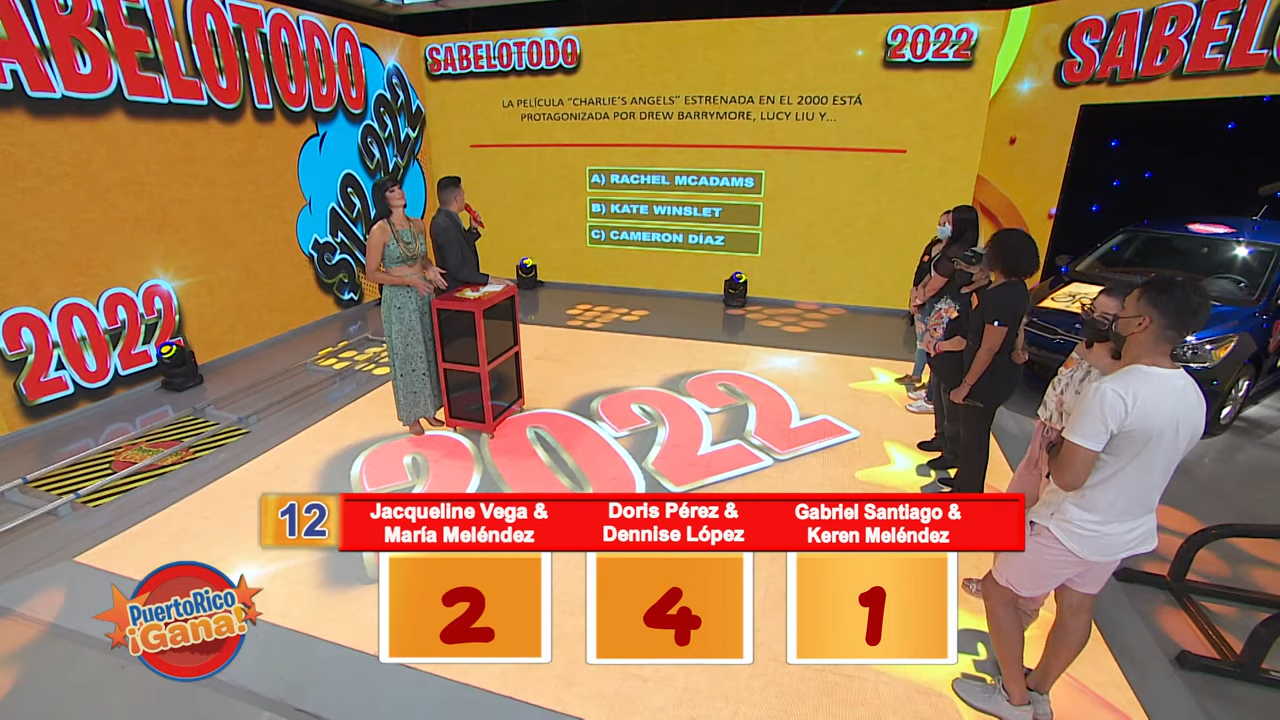 SABELOTODO
SABELOTODO
2022
SABEL
$12,222
2022
LA PELÍCULA "CHARLIE'S ANGELS" ESTRENADA EN EL 2000 ESTÁ
PROTAGONIZADA POR DREW BARRYMORE, LUCY LIU Y...
A) RACHEL MCADAMS
B) KATE WINSLET
C) CAMERON DÍAZ
2022
12
Jacqueline Vega &
María Meléndez
Doris Pérez &
Dennise López
Gabriel Santiago &
Keren Meléndez
2
4
1
PuertoRico
¡Gana!